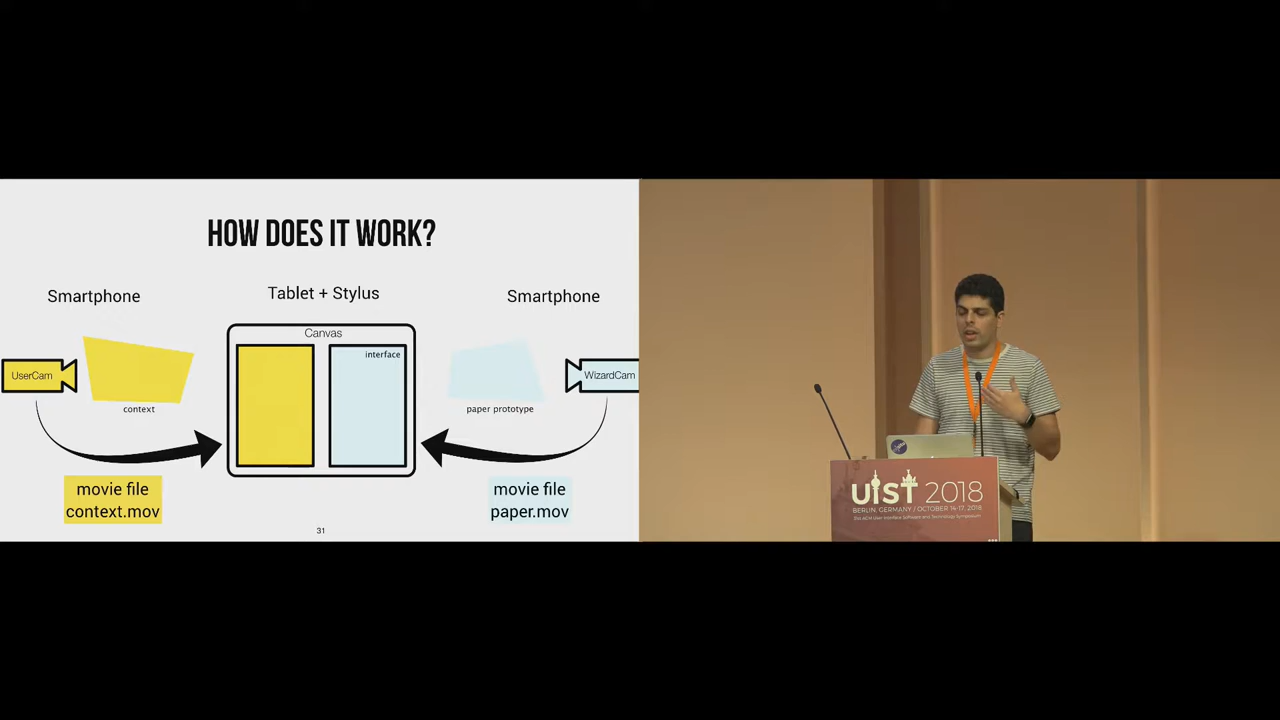 HOW DOES IT WORK?
Smartphone
Tablet + Stylus
Smartphone
Canvas
interface
UserCam
WizardCam
context
paper prototype
movie file
context.mov
movie file
paper.mov
31
UIST 2018
BERLIN, GERMANY / OCTOBER 14-17, 2018